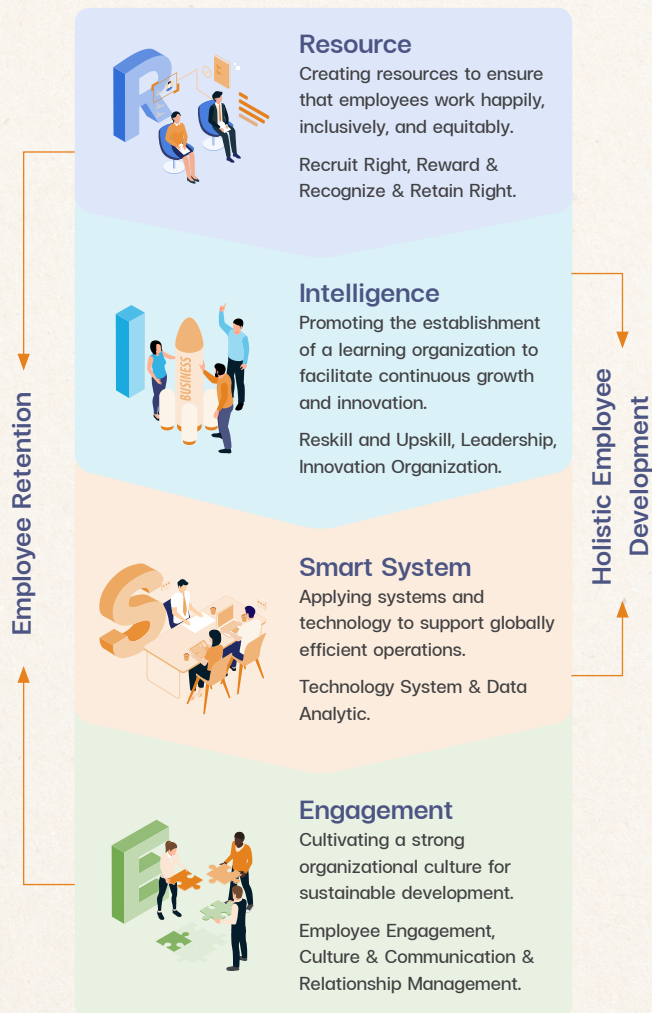 Resource
Creating resources to ensure
that employees work happily,
inclusively, and equitably.
Recruit Right, Reward &
Recognize & Retain Right.
Intelligence
Promoting the establishment
of a learning organization to
facilitate continuous growth
and innovation.
Reskill and Upskill, Leadership,
Innovation Organization.
BUSINESS
Employee Retention
Holistic Employee
Development
Smart System
Applying systems and
technology to support globally
efficient operations.
Technology System & Data
Analytic.
Engagement
Cultivating a strong
organizational culture for
sustainable development.
Employee Engagement,
Culture & Communication &
Relationship Management.
R
I
S
E